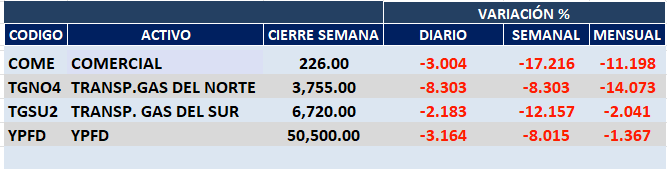 VARIACIÓN %
CODIGO ACTIVO CIERRE SEMANA DIARIO SEMANAL MENSUAL
COME COMERCIAL 226.00 -3.004 -17.216 -11.198
TGNO4 TRANSP.GAS DEL NORTE 3,755.00 -8.303 -8.303 -14.073
TGSU2 TRANSP. GAS DEL SUR 6,720.00 -2.183 -12.157 -2.041
YPFD YPFD 50,500.00 -3.164 -8.015 -1.367